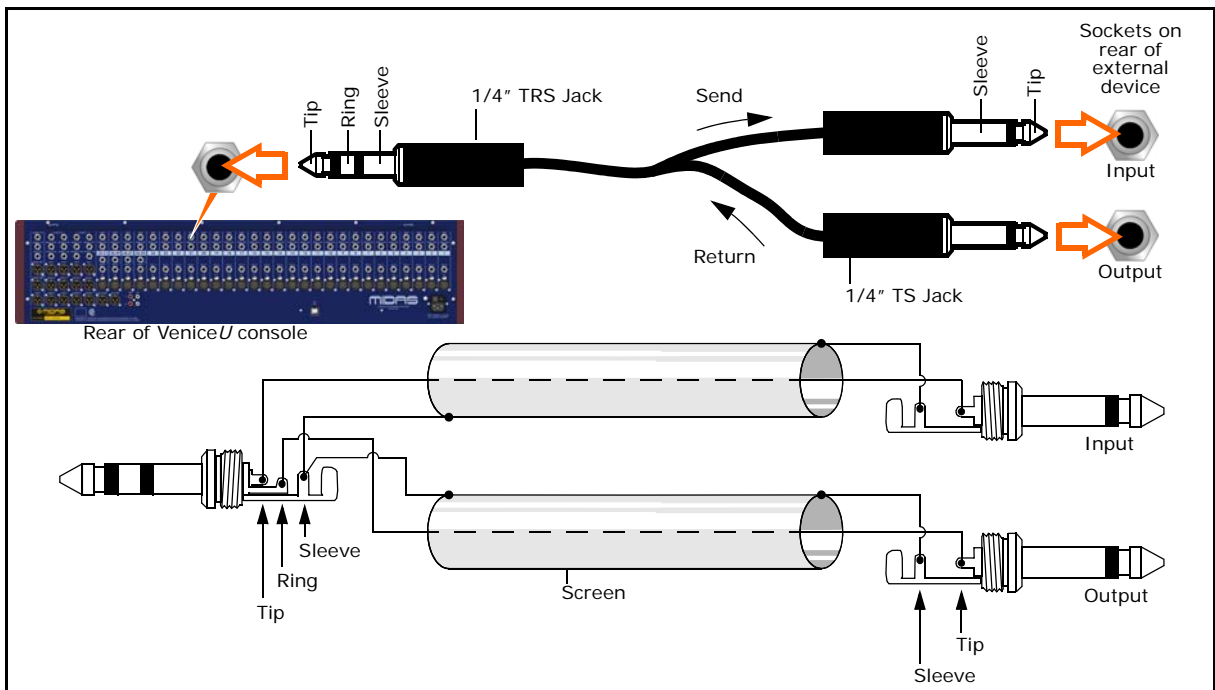 Sockets on
rear of
external
device
Tip
Ring
Sleeve
1/4" TRS Jack
Send
Sleeve
Tip
Input
Return
Output
1/4" TS Jack
MIDAS
Rear of VeniceU console
Input
Sleeve
Ring
Tip
Screen
Output
Tip
Sleeve